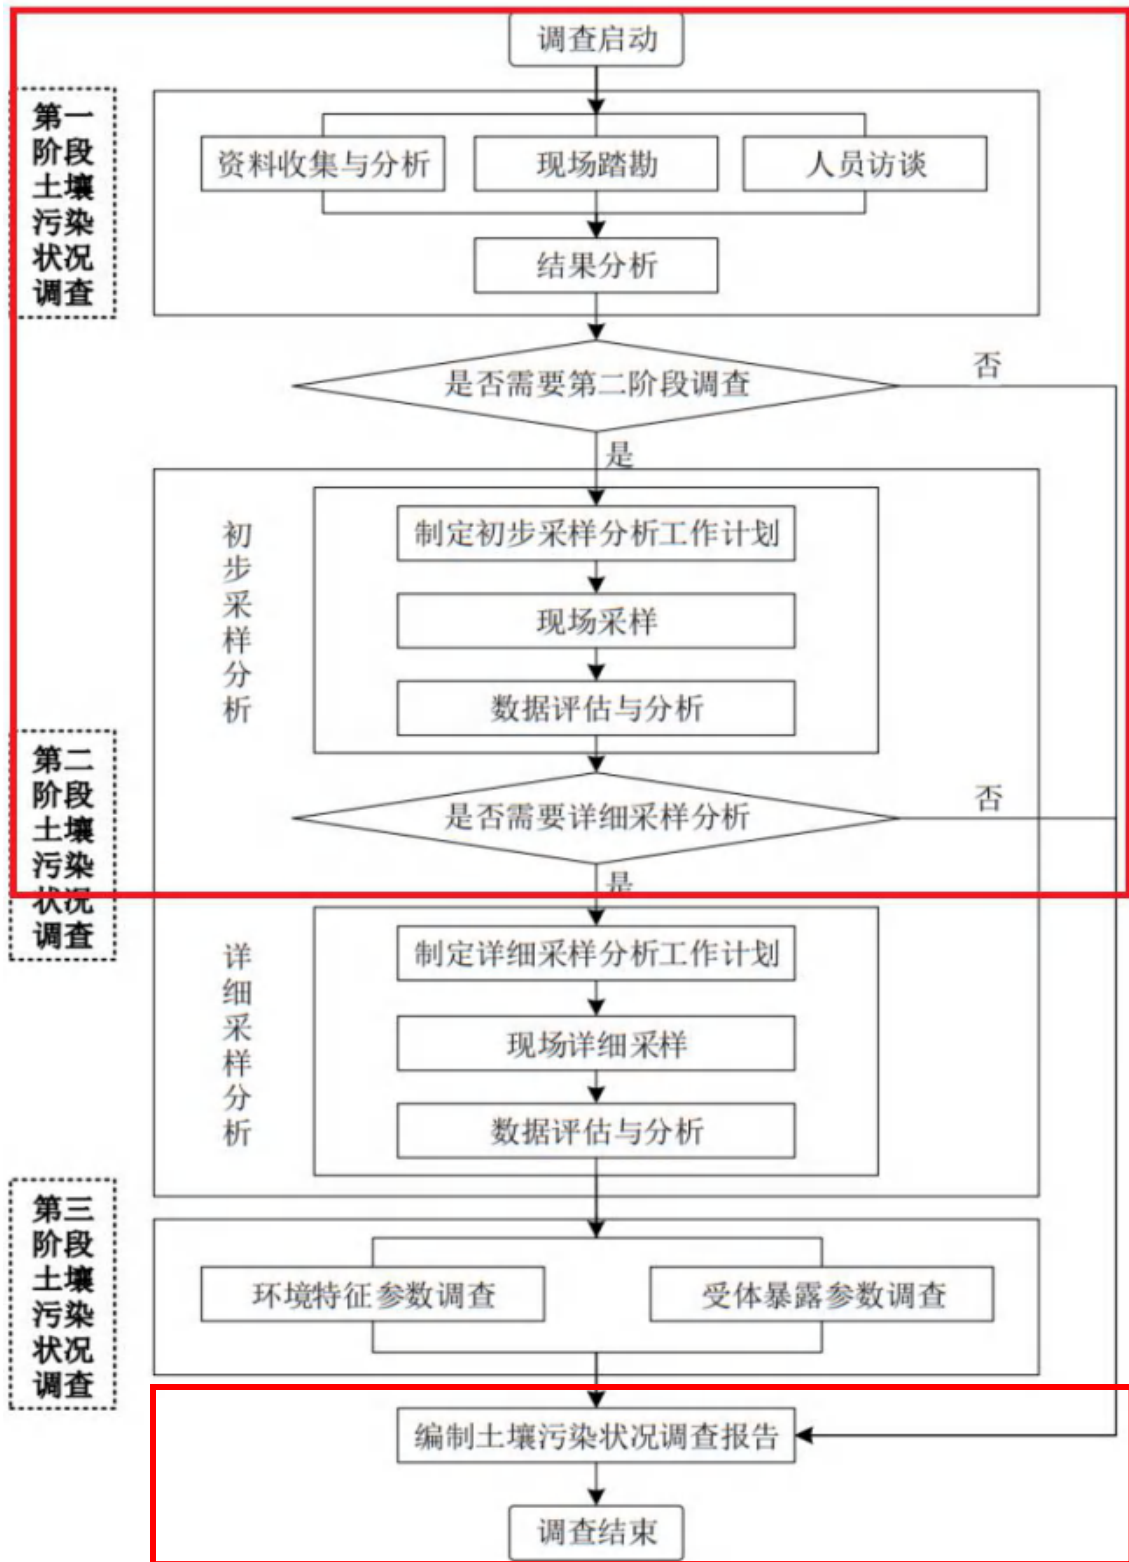 调查启动
第一
阶段
土壤
污染
状况
调查
资料收集与分析
现场踏勘
人员访谈
结果分析
是否需要第二阶段调查
否
是
初
步
采
样
分
析
制定初步采样分析工作计划
现场采样
数据评估与分析
第二
阶段
土壤
污染
状况
调查
是否需要详细采样分析
否
是
详
细
采
样
分
析
制定详细采样分析工作计划
现场详细采样
数据评估与分析
第三
阶段
土壤
污染
状况
调查
环境特征参数调查
受体暴露参数调查
编制土壤污染状况调查报告
调查结束